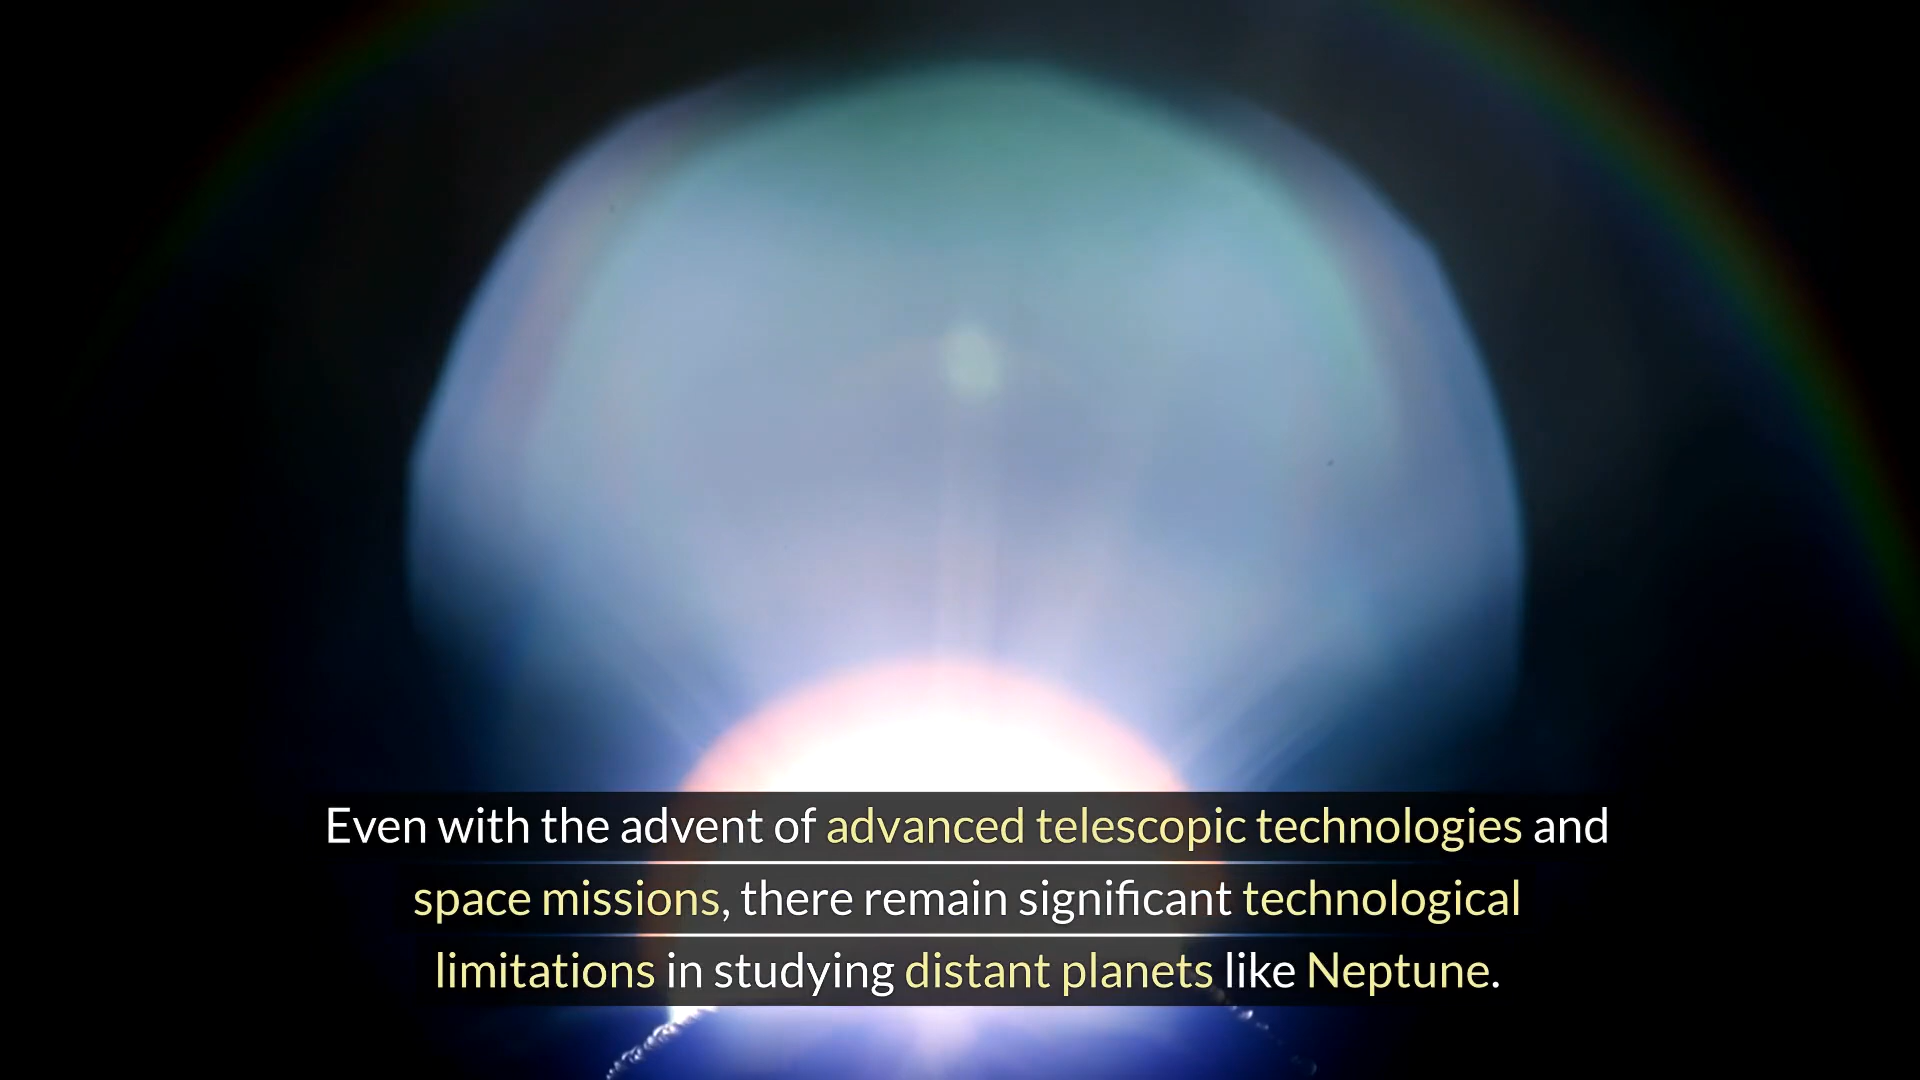 Even with the advent of advanced telescopic technologies and
space missions, there remain significant technological
limitations in studying distant planets like Neptune.